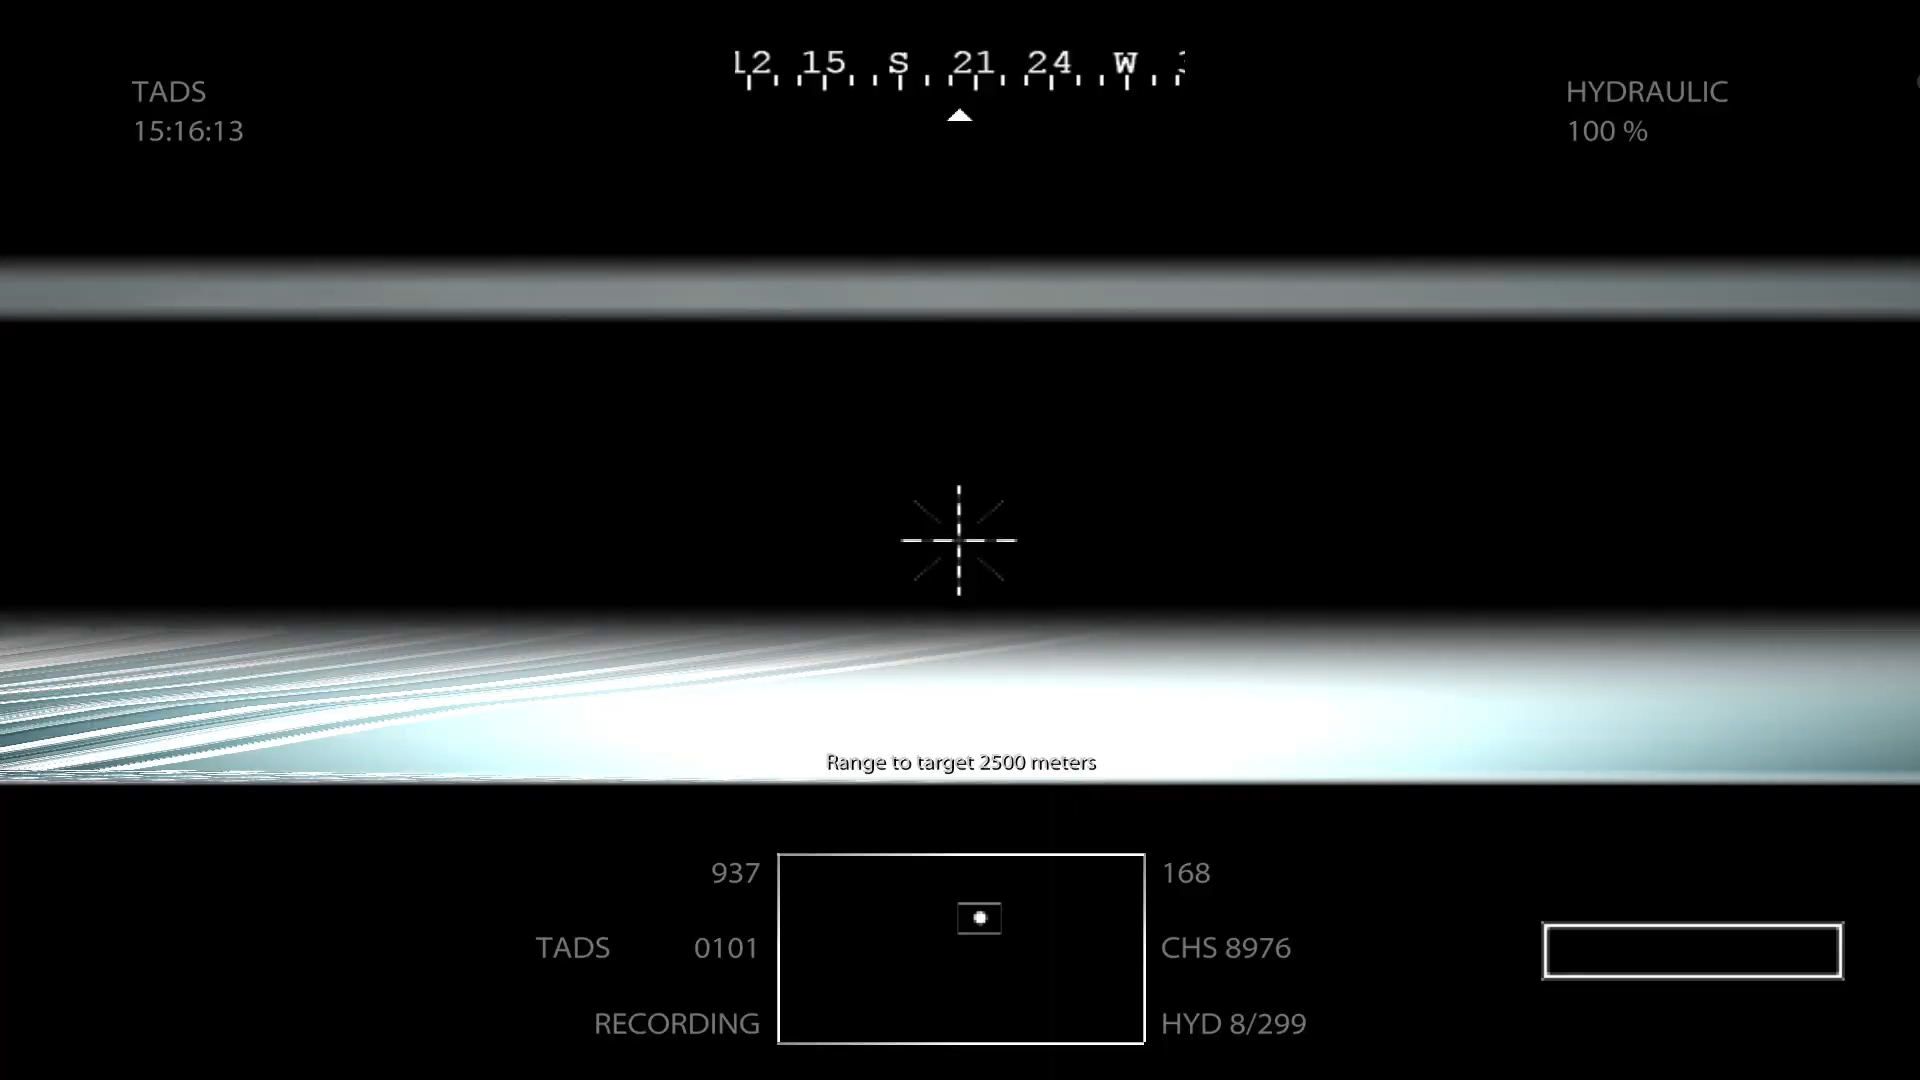 12 15 S 21 24 W
TADS
15:16:13
HYDRAULIC
100 %
Range to target 2500 meters
937
168
TADS 0101
CHS 8976
RECORDING
HYD 8/299